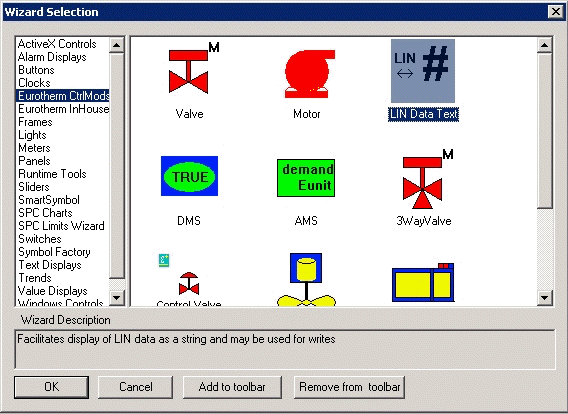 Wizard Selection
ActiveX Controls
Alarm Displays
Buttons
Clocks
Eurotherm CtrlMods
Eurotherm InHouse
Frames
Lights
Meters
Panels
Runtime Tools
Sliders
SmartSymbol
SPC Charts
SPC Limits Wizard
Switches
Symbol Factory
Text Displays
Trends
Value Displays
Windows Controls
M
LIN
↔ #
Valve
Motor
LIN Data Text
TRUE
demand
Eunit
M
DMS
AMS
3WayValve
Control Valve
Wizard Description
Facilitates display of LIN data as a string and may be used for writes
OK
Cancel
Add to toolbar
Remove from toolbar